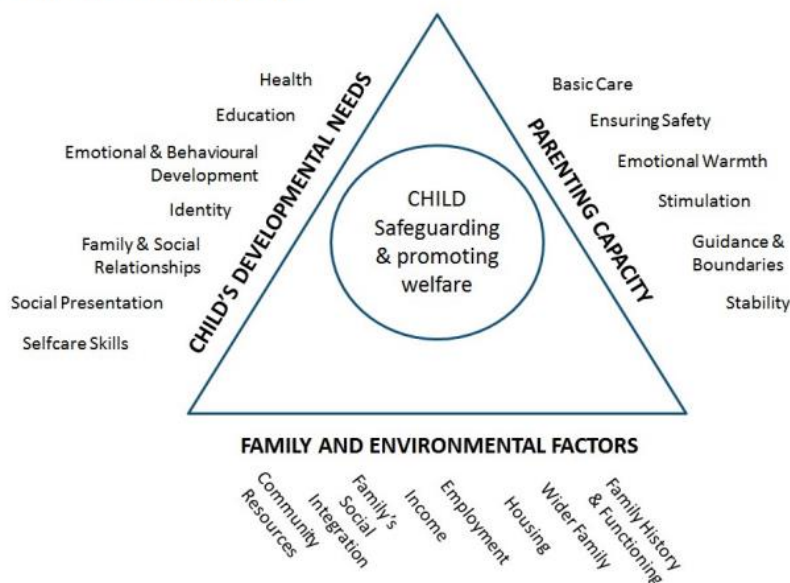 Health
Education
Emotional & Behavioural
Development
Identity
Family & Social
Relationships
Social Presentation
Selfcare Skills
CHILD'S DEVELOPMENTAL NEEDS
CHILD
Safeguarding
& promoting
welfare
PARENTING CAPACITY
Basic Care
Ensuring Safety
Emotional Warmth
Stimulation
Guidance &
Boundaries
Stability
FAMILY AND ENVIRONMENTAL FACTORS
Community
Resources
Family's
Social
Integration
Income
Employment
Housing
Wider Family
Family History
& Functioning